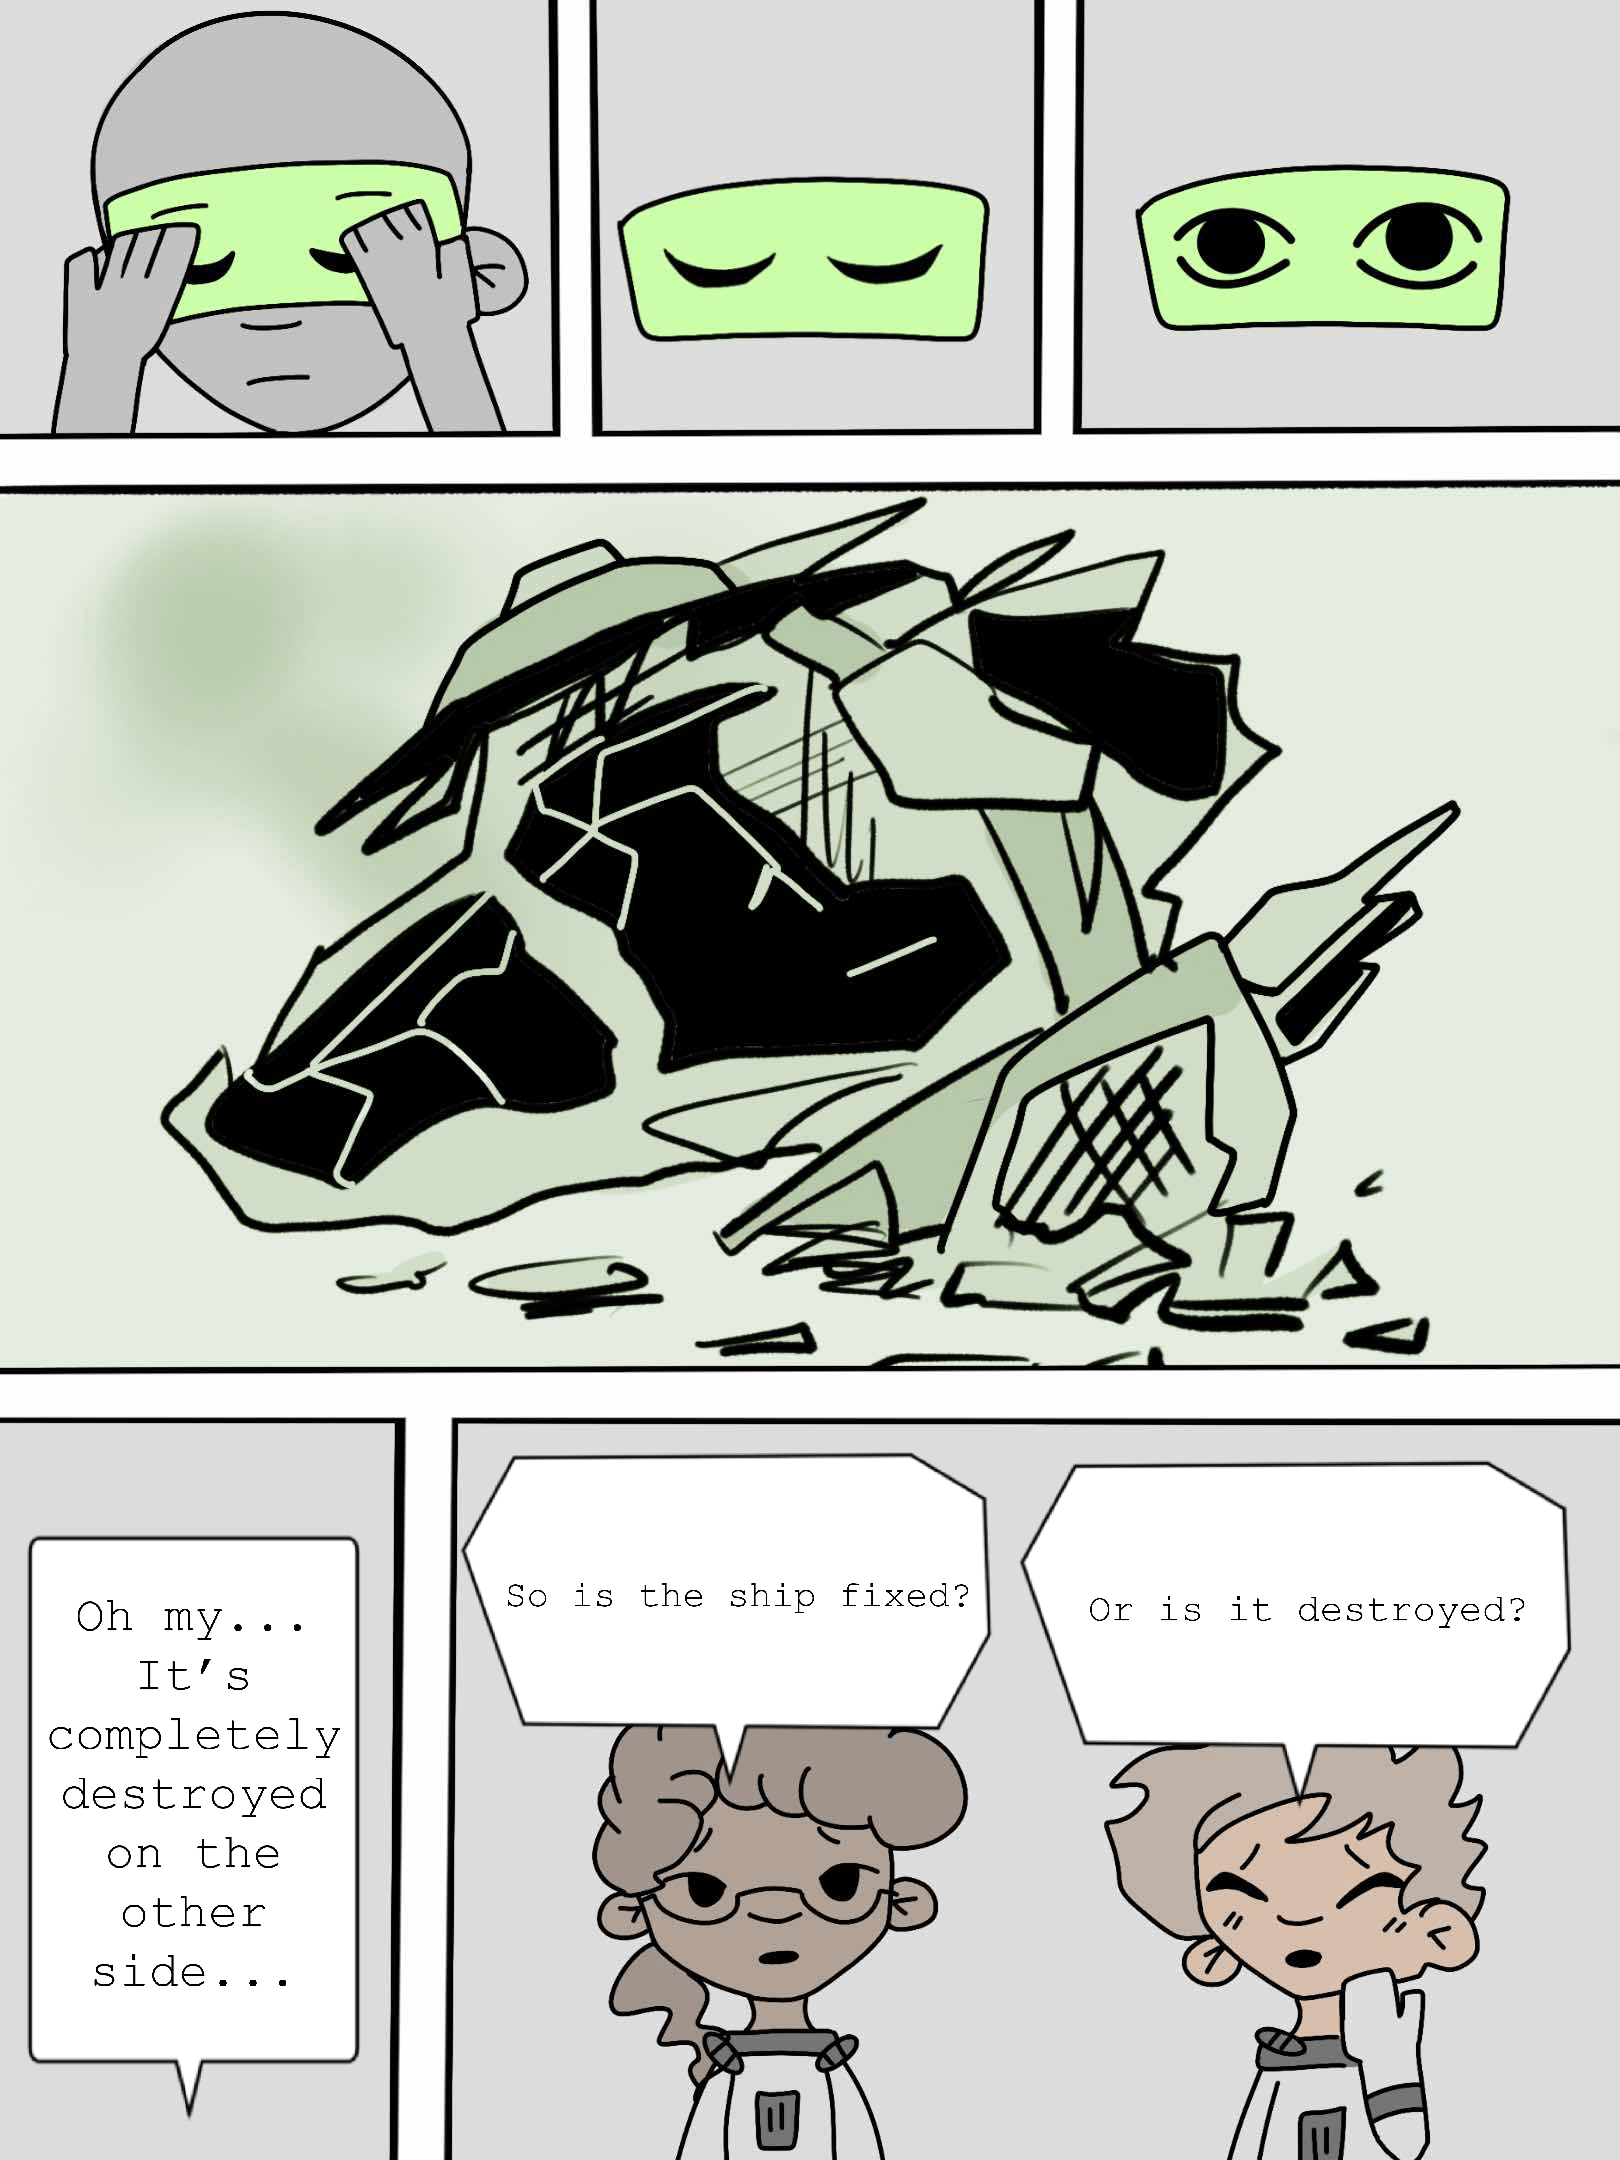 Oh my...
It's
completely
destroyed
on the
other
side...
So is the ship fixed?
Or is it destroyed?